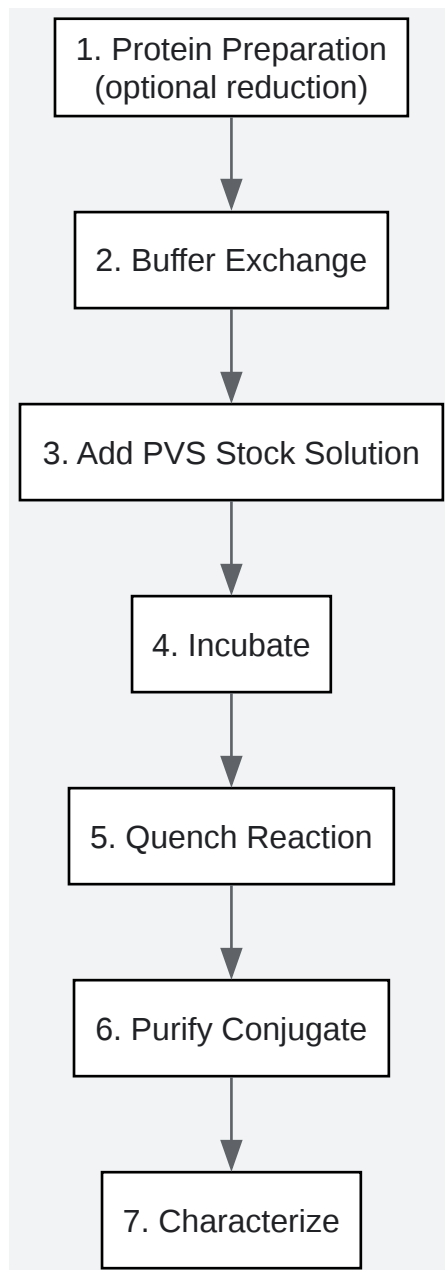 1. Protein Preparation
(optional reduction)
2. Buffer Exchange
3. Add PVS Stock Solution
4. Incubate
5. Quench Reaction
6. Purify Conjugate
7. Characterize